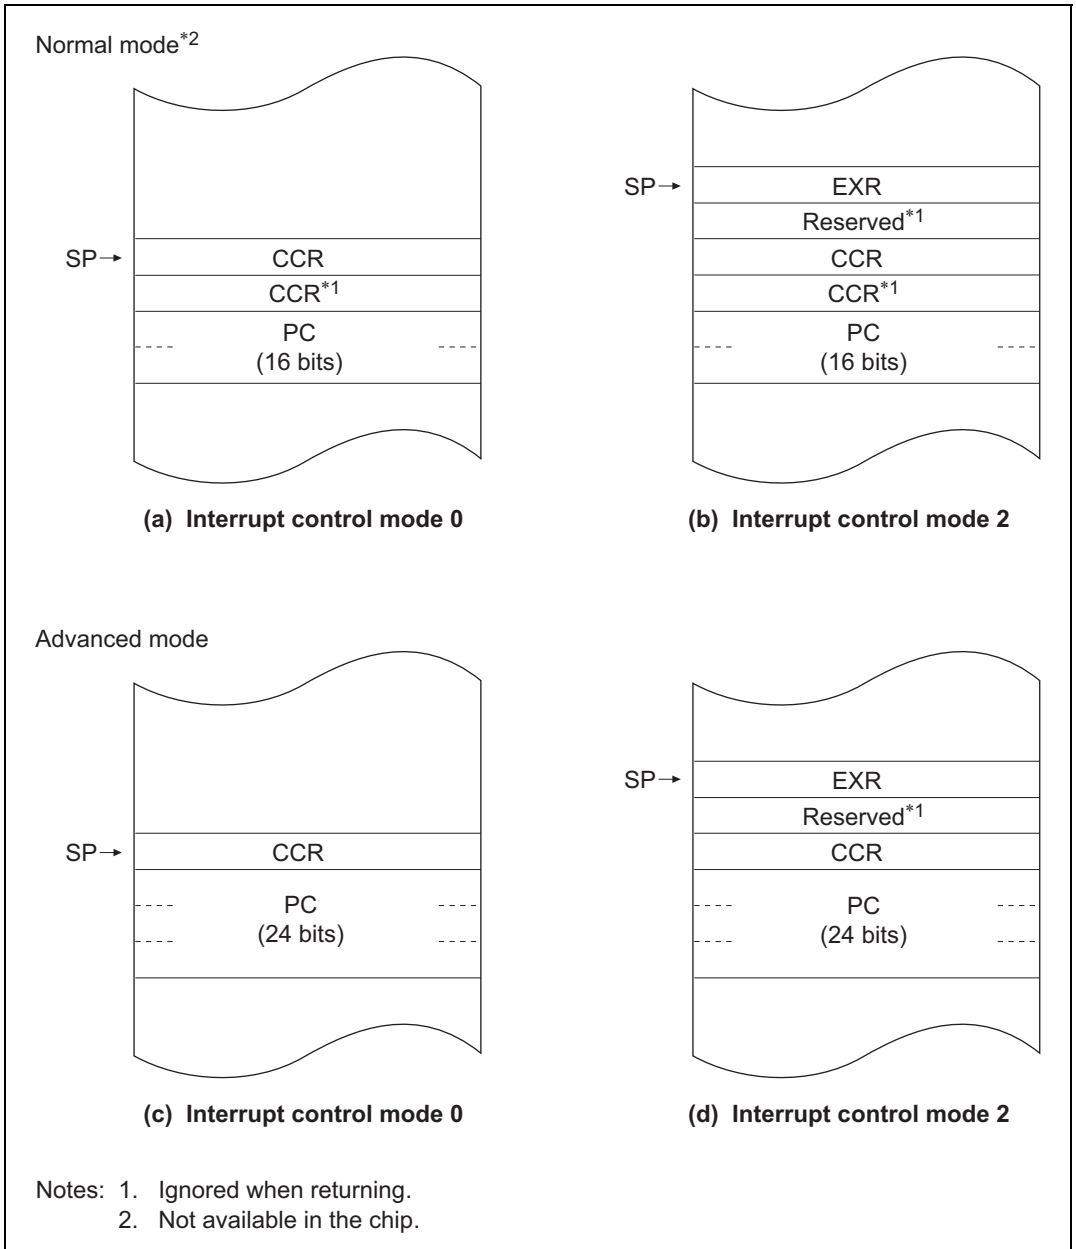 Normal mode*2
SP→
CCR
CCR*1
PC
(16 bits)
(a) Interrupt control mode 0
SP→
EXR
Reserved*1
CCR
CCR*1
PC
(16 bits)
(b) Interrupt control mode 2
Advanced mode
SP→
CCR
PC
(24 bits)
(c) Interrupt control mode 0
SP→
EXR
Reserved*1
CCR
PC
(24 bits)
(d) Interrupt control mode 2
Notes: 1. Ignored when returning.
2. Not available in the chip.